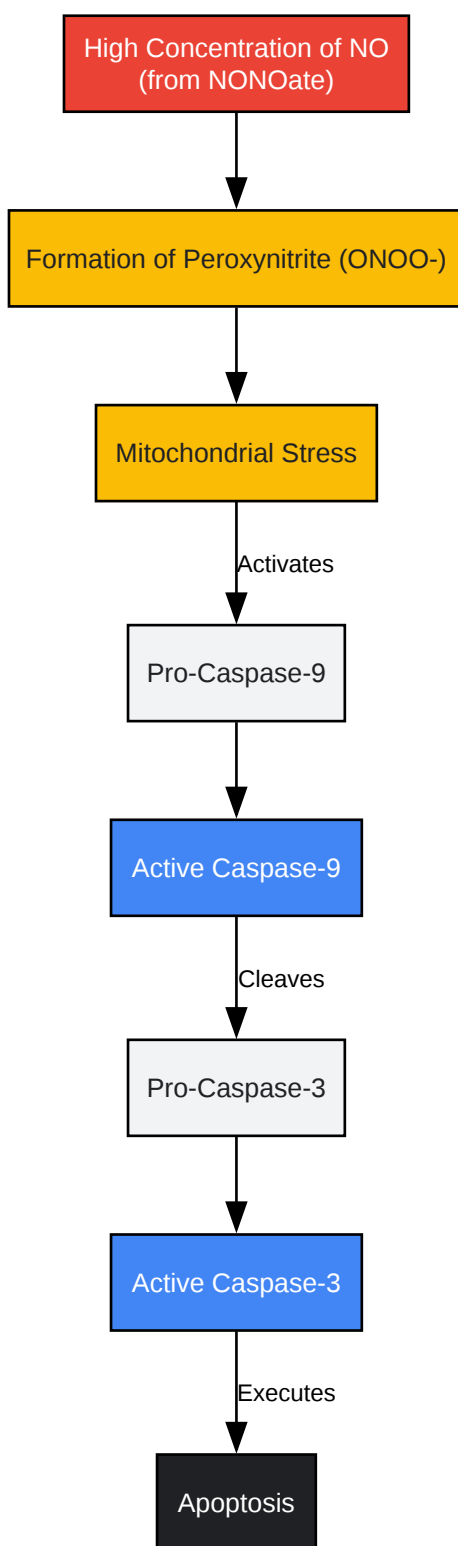 High Concentration of NO
(from NONOate)
Formation of Peroxynitrite (ONOO-)
Mitochondrial Stress
Activates
Pro-Caspase-9
Active Caspase-9
Cleaves
Pro-Caspase-3
Active Caspase-3
Executes
Apoptosis